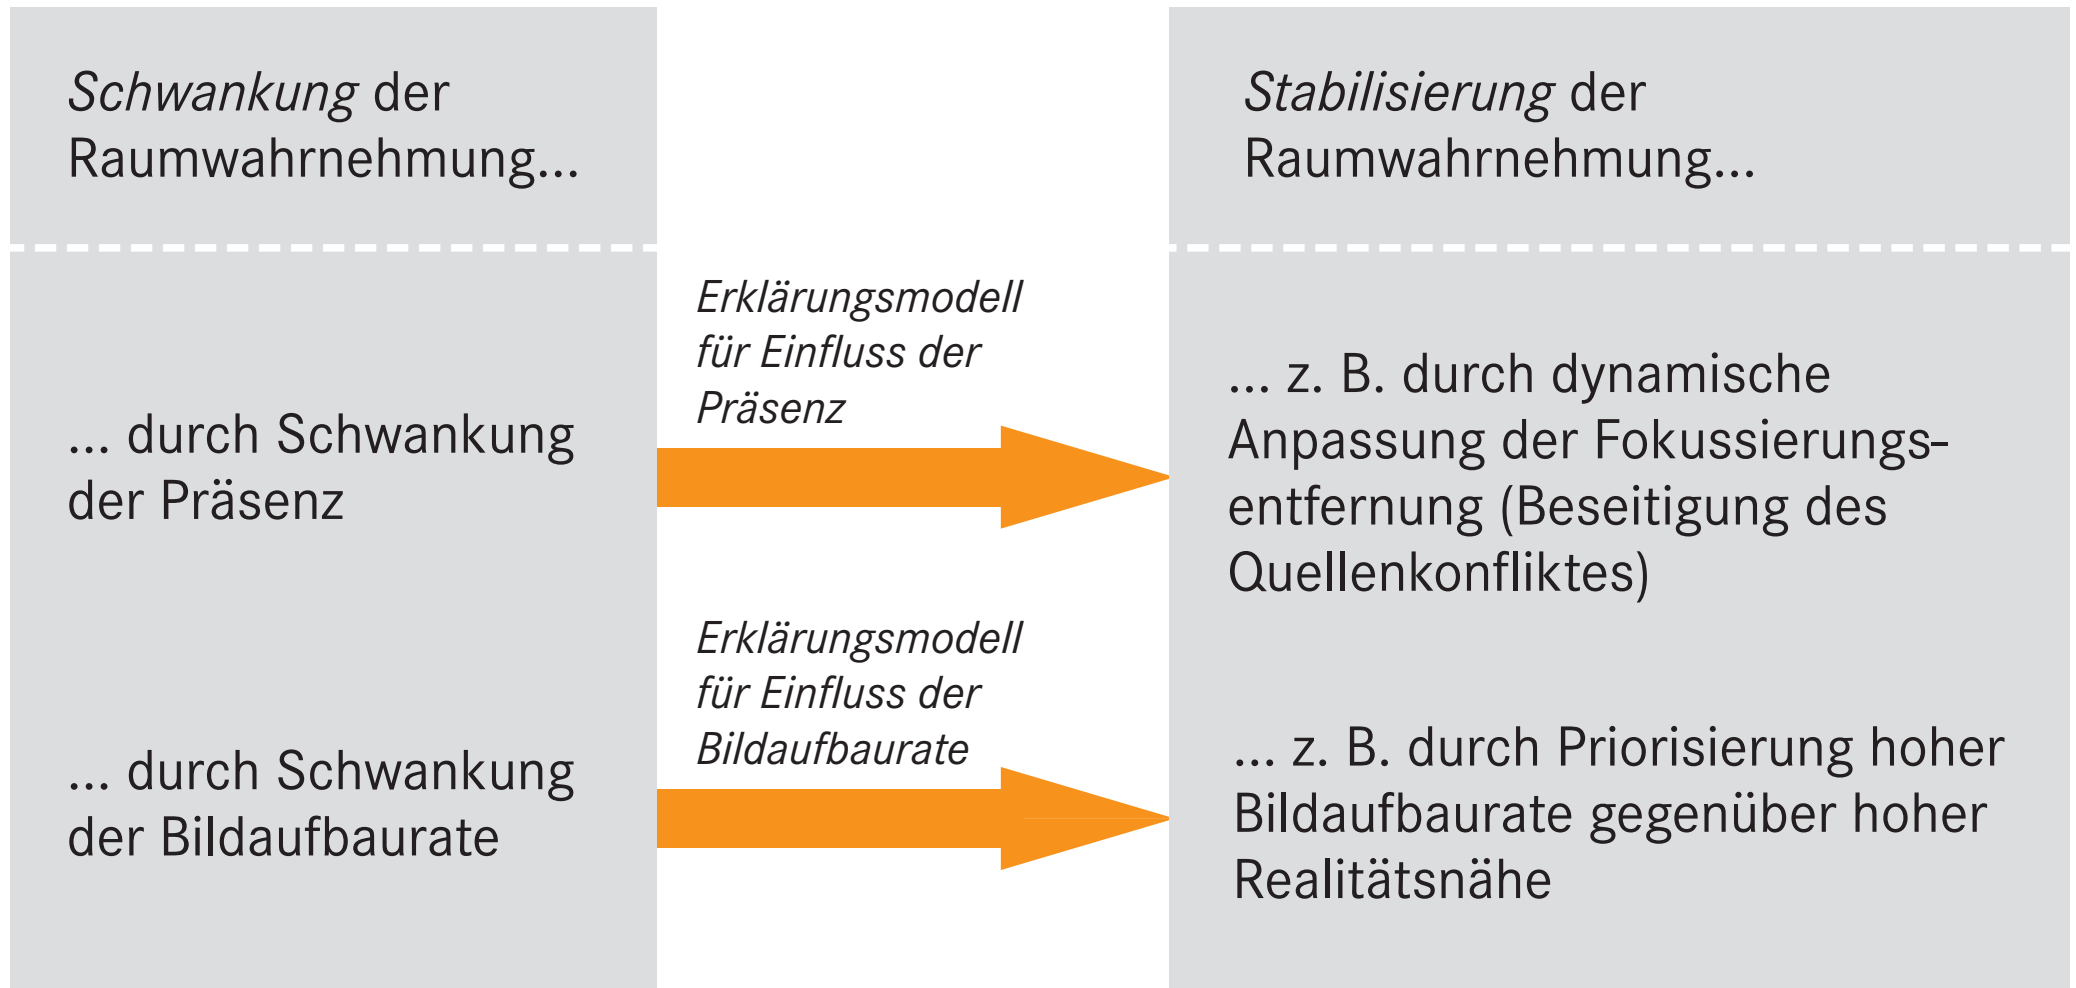 Schwankung der
Raumwahrnehmung...
... durch Schwankung
der Präsenz
... durch Schwankung
der Bildaufbaurate
Erklärungsmodell
für Einfluss der
Präsenz
Erklärungsmodell
für Einfluss der
Bildaufbaurate
Stabilisierung der
Raumwahrnehmung...
... z. B. durch dynamische
Anpassung der Fokussierungs-
entfernung (Beseitigung des
Quellenkonfliktes)
... z. B. durch Priorisierung hoher
Bildaufbaurate gegenüber hoher
Realitätsnähe